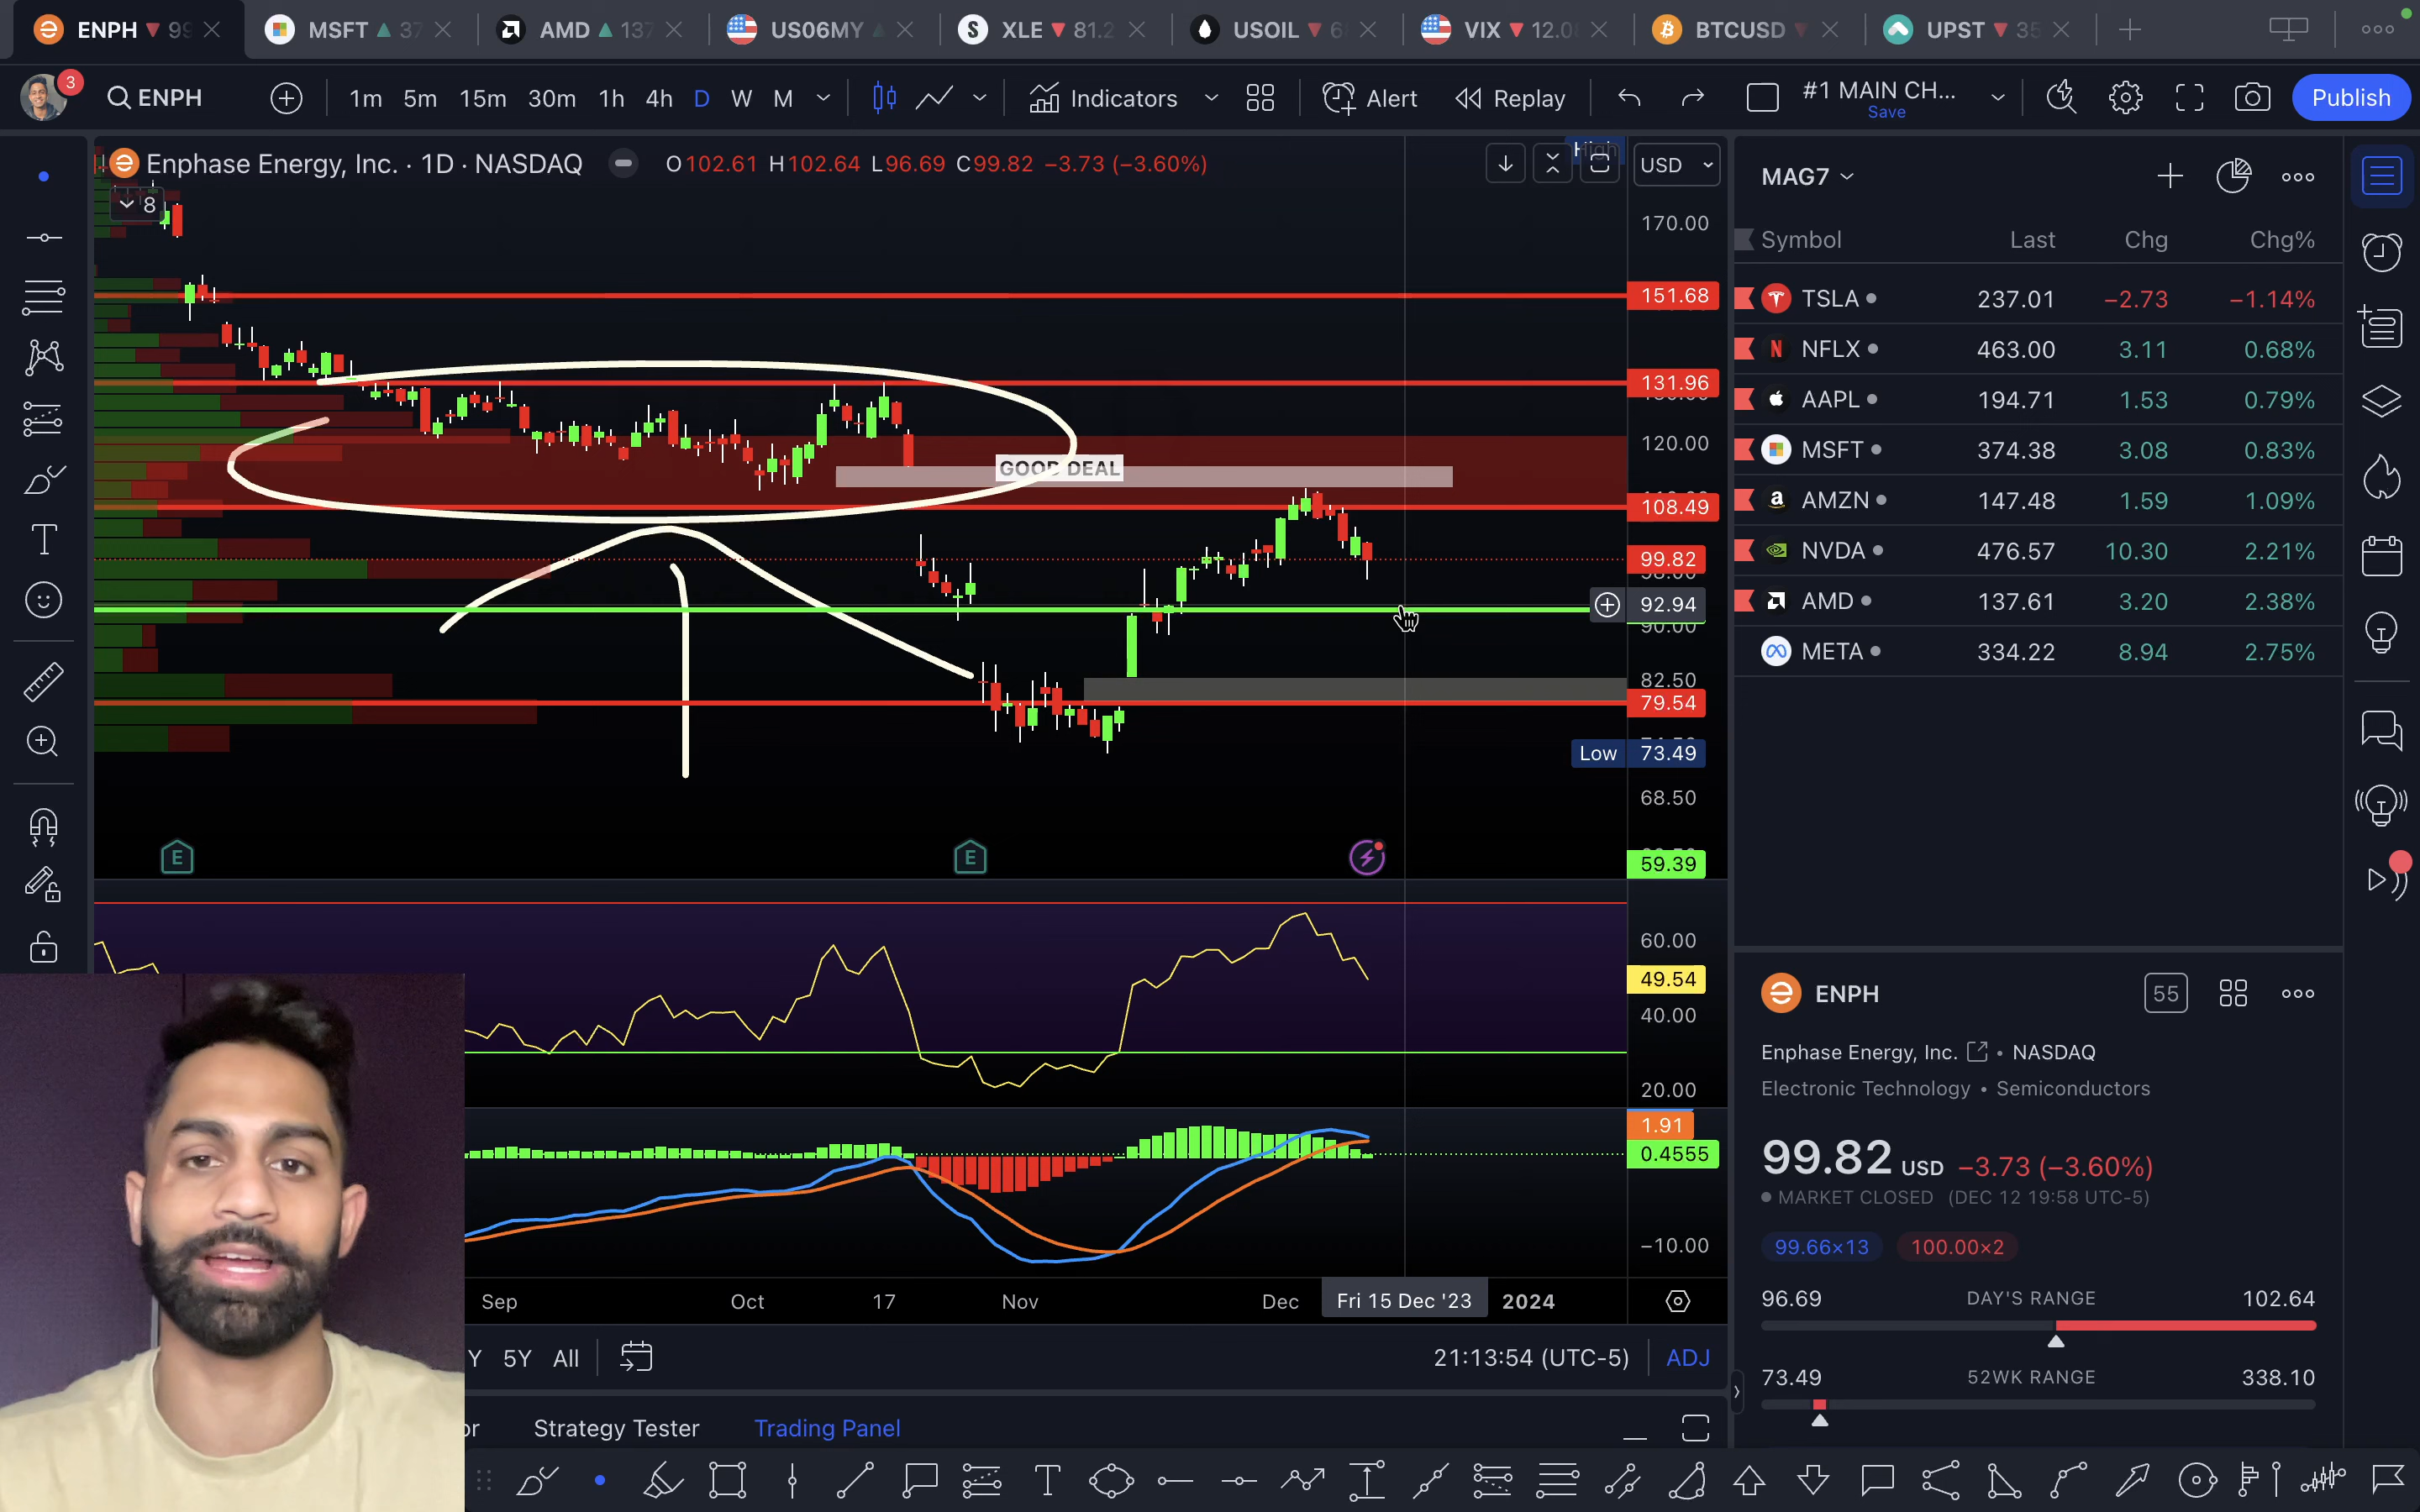 ENPH ▼ 99
MSFT ▲ 37
AMD ▲ 137
US06MY
XLE ▼ 81.2
USOIL ▼ 6
VIX ▼ 12.0
BTCUSD ▼
UPST ▼ 35
3
ENPH
1m 5m 15m 30m 1h 4h D W M
Indicators
Alert
Replay
#1 MAIN CH...
Save
Publish
Enphase Energy, Inc. · 1D · NASDAQ
O102.61 H102.64 L96.69 C99.82 −3.73 (−3.60%)
High
USD
8
170.00
151.68
131.96
120.00
GOOD DEAL
108.49
99.82
92.94
90.00
82.50
79.54
Low 73.49
68.50
59.39
E
E
60.00
49.54
40.00
20.00
1.91
0.4555
−10.00
Sep
Oct
17
Nov
Dec
Fri 15 Dec '23
2024
Y 5Y All
21:13:54 (UTC-5)
ADJ
or
Strategy Tester
Trading Panel
MAG7
Symbol Last Chg Chg%
TSLA 237.01 −2.73 −1.14%
NFLX 463.00 3.11 0.68%
AAPL 194.71 1.53 0.79%
MSFT 374.38 3.08 0.83%
AMZN 147.48 1.59 1.09%
NVDA 476.57 10.30 2.21%
AMD 137.61 3.20 2.38%
META 334.22 8.94 2.75%
ENPH
55
Enphase Energy, Inc. • NASDAQ
Electronic Technology • Semiconductors
99.82 USD −3.73 (−3.60%)
MARKET CLOSED (DEC 12 19:58 UTC-5)
99.66×13 100.00×2
96.69 DAY'S RANGE 102.64
73.49 52WK RANGE 338.10